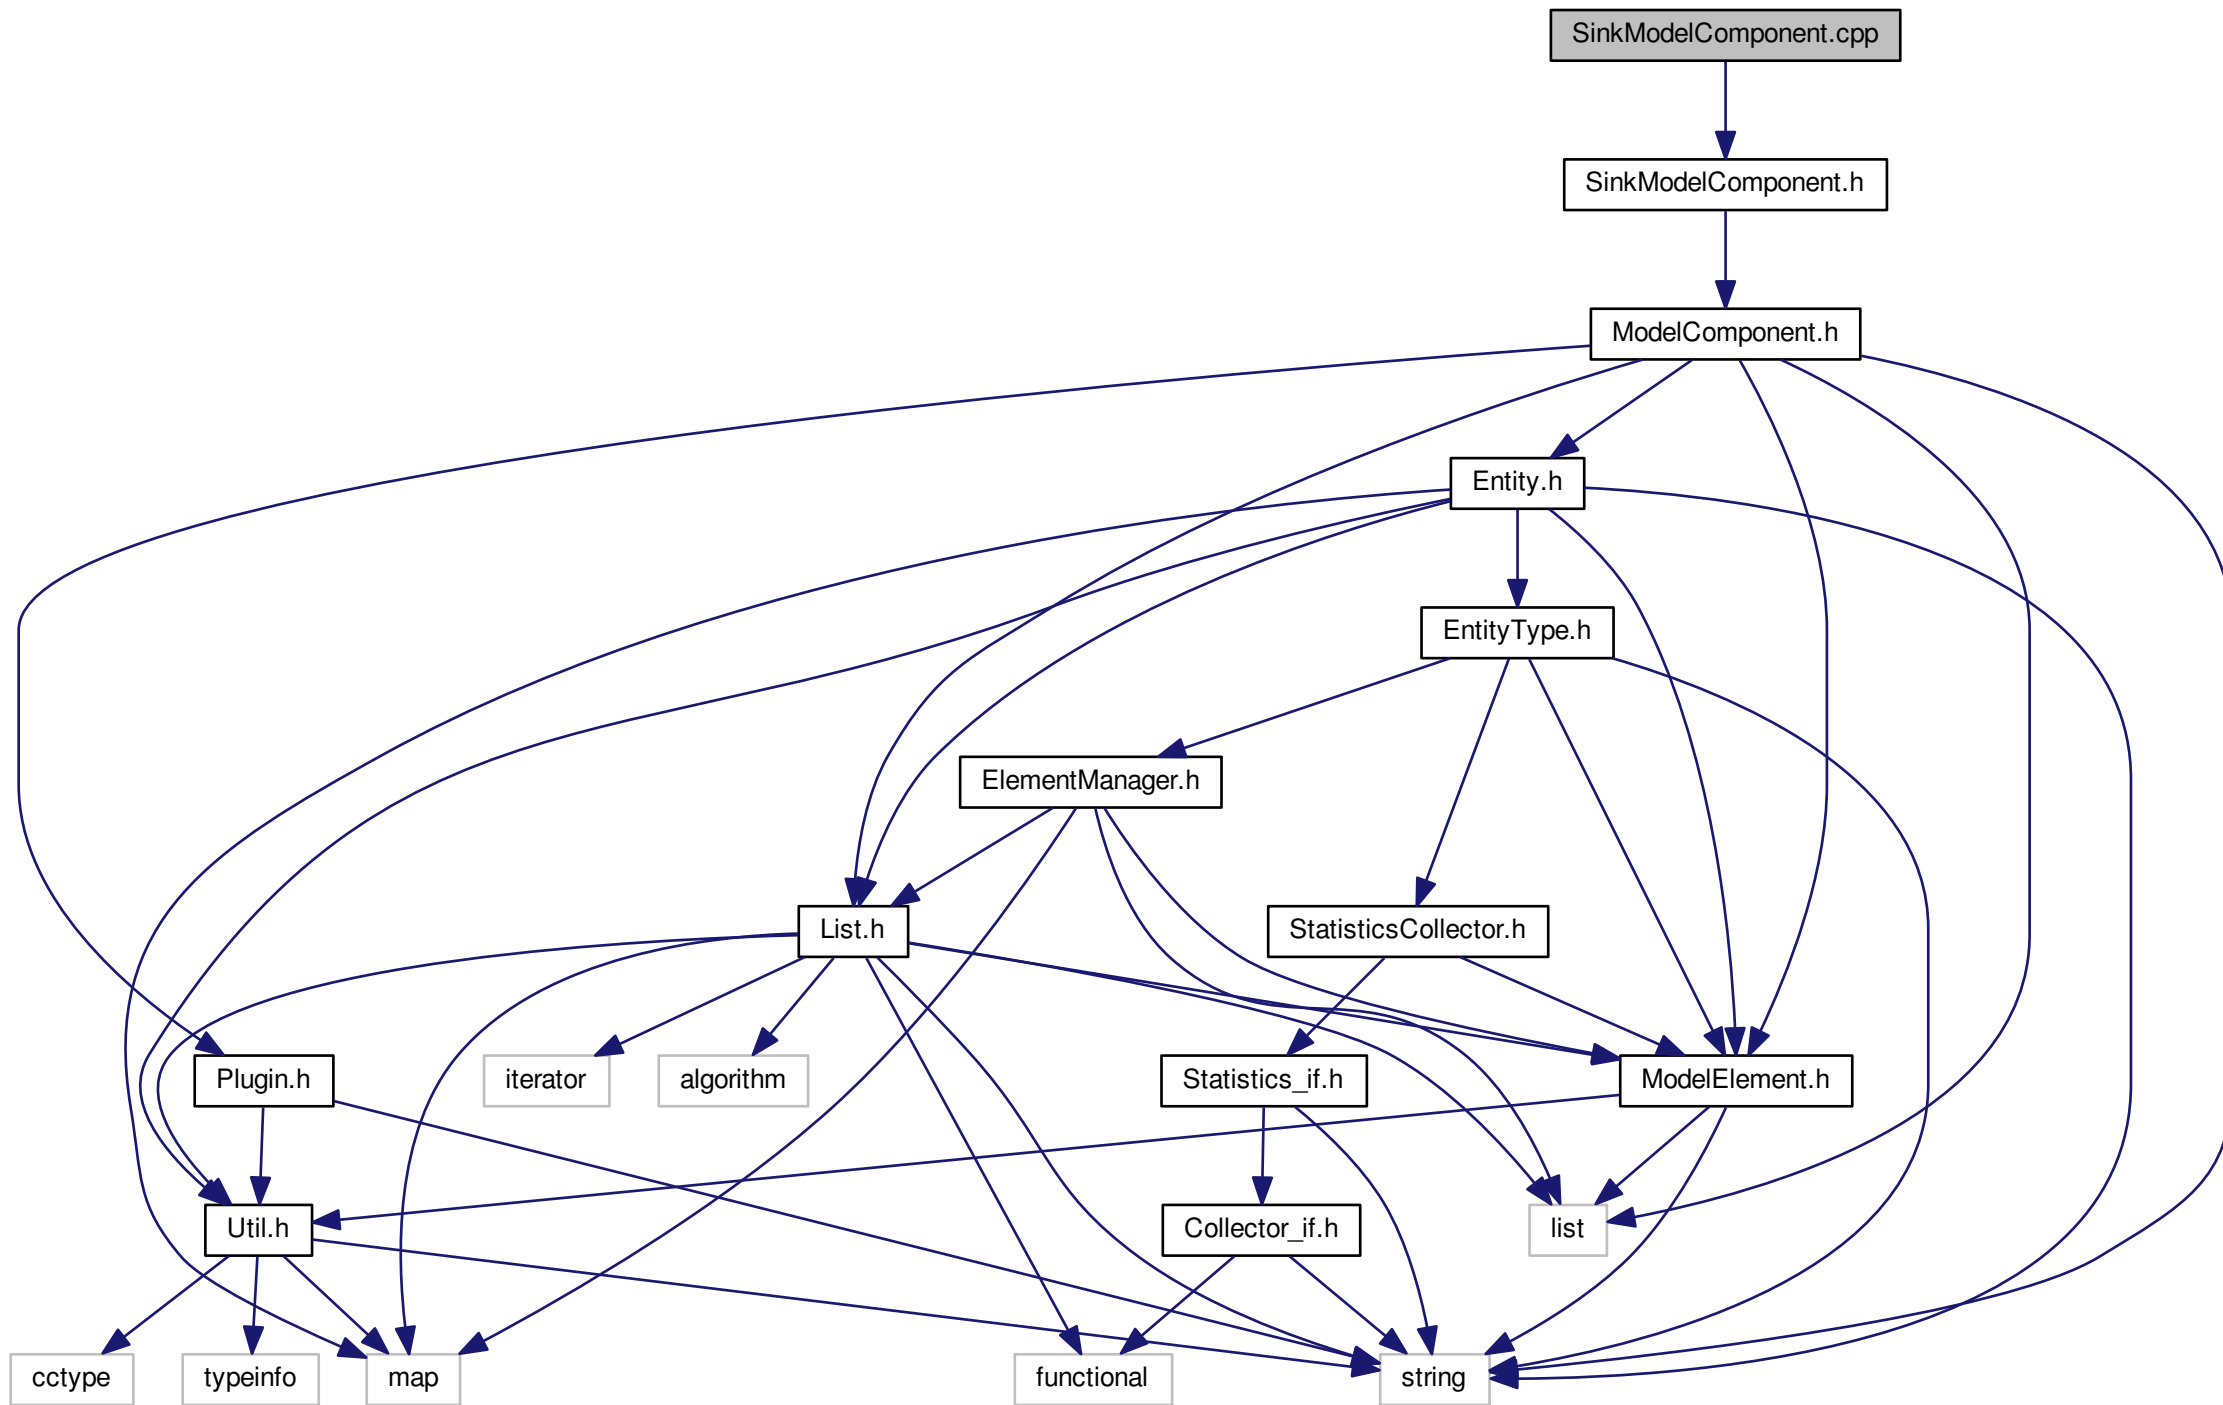 SinkModelComponent.cpp
SinkModelComponent.h
ModelComponent.h
Entity.h
EntityType.h
ElementManager.h
List.h
StatisticsCollector.h
Plugin.h
iterator
algorithm
Statistics_if.h
ModelElement.h
Util.h
Collector_if.h
list
cctype
typeinfo
map
functional
string